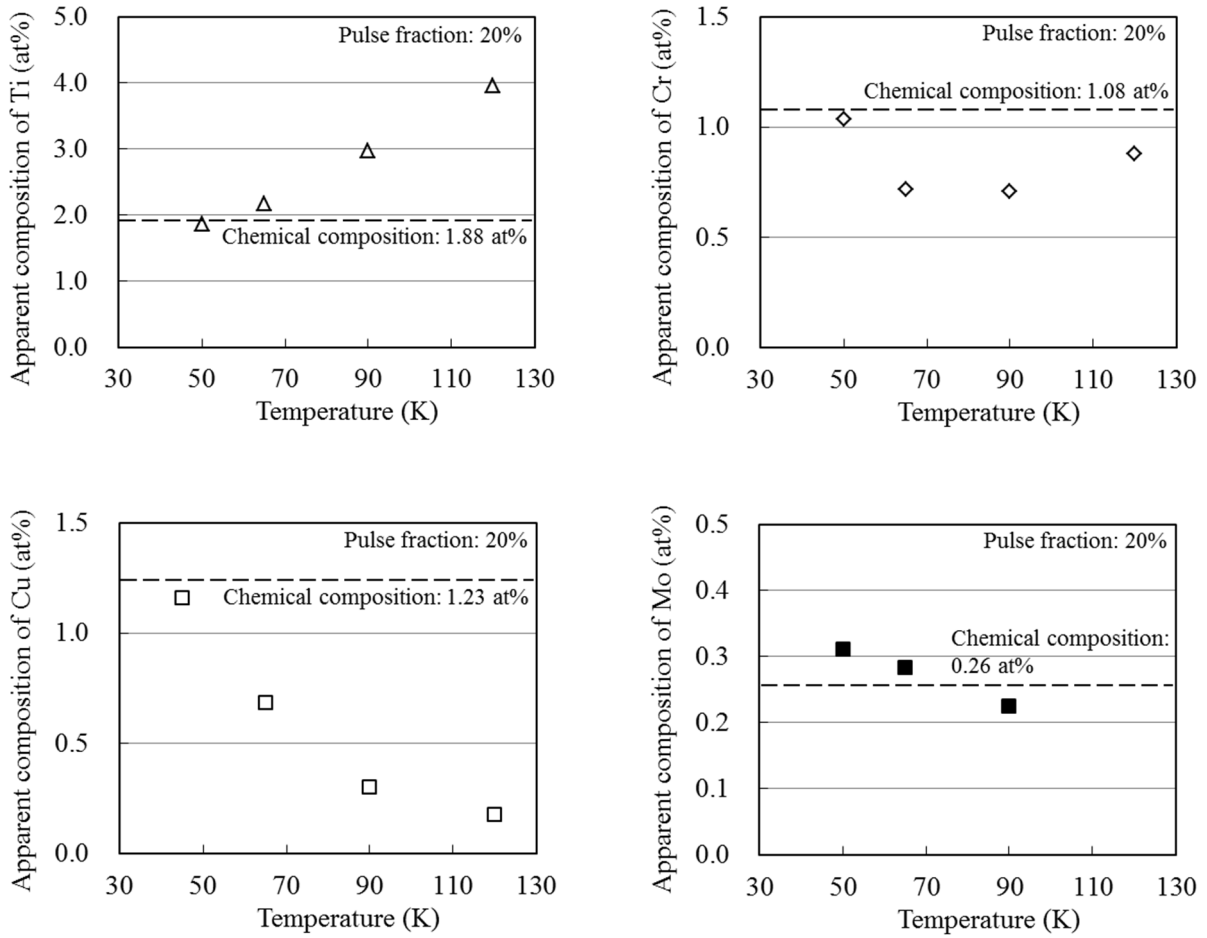 Apparent composition of Ti (at%)
5.0
4.0
3.0
2.0
1.0
0.0
Pulse fraction: 20%
Chemical composition: 1.88 at%
30 50 70 90 110 130
Temperature (K)
Apparent composition of Cr (at%)
1.5
1.0
0.5
0.0
Pulse fraction: 20%
Chemical composition: 1.08 at%
30 50 70 90 110 130
Temperature (K)
Apparent composition of Cu (at%)
1.5
1.0
0.5
0.0
Pulse fraction: 20%
Chemical composition: 1.23 at%
30 50 70 90 110 130
Temperature (K)
Apparent composition of Mo (at%)
0.5
0.4
0.3
0.2
0.1
0.0
Pulse fraction: 20%
Chemical composition:
0.26 at%
30 50 70 90 110 130
Temperature (K)